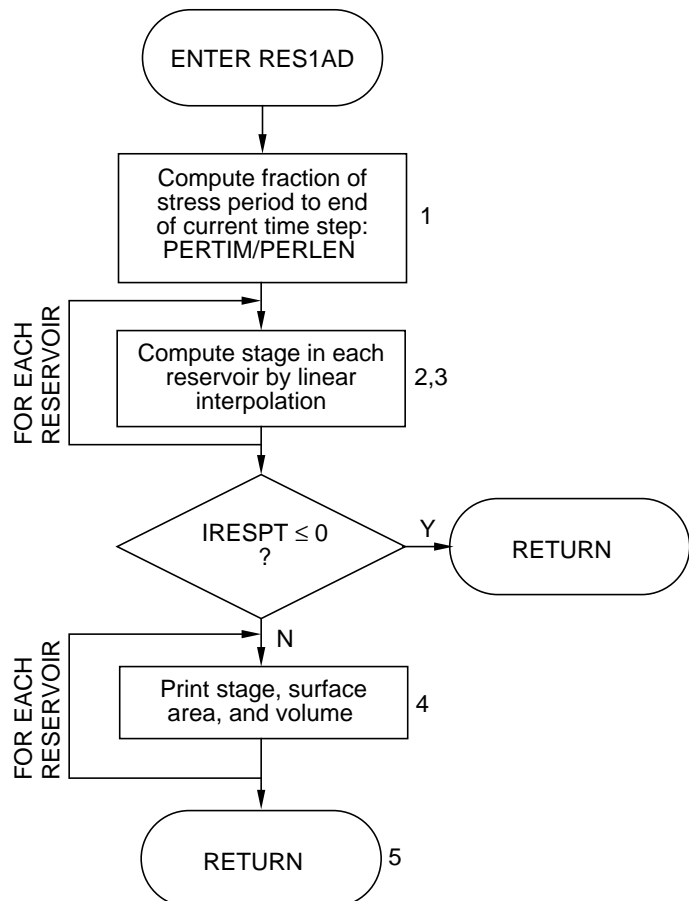 ENTER RES1AD
Compute fraction of
stress period to end
of current time step:
PERTIM/PERLEN
1
FOR EACH
RESERVOIR
Compute stage in each
reservoir by linear
interpolation
2,3
IRESPT ≤ 0
?
Y
RETURN
N
FOR EACH
RESERVOIR
Print stage, surface
area, and volume
4
RETURN
5